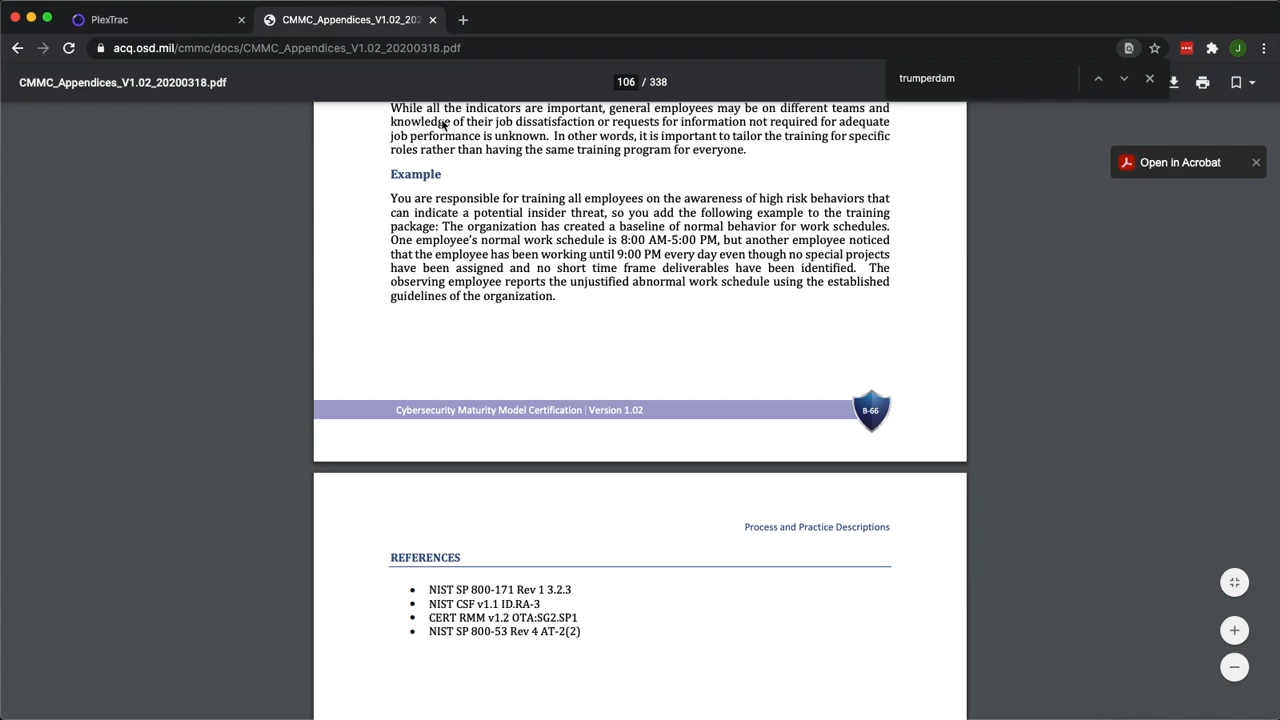 PlexTrac
CMMC_Appendices_V1.02_202
acq.osd.mil/cmmc/docs/CMMC_Appendices_V1.02_20200318.pdf
J
CMMC_Appendices_V1.02_20200318.pdf
106 / 338
trumperdam
Open in Acrobat
While all the indicators are important, general employees may be on different teams and
knowledge of their job dissatisfaction or requests for information not required for adequate
job performance is unknown. In other words, it is important to tailor the training for specific
roles rather than having the same training program for everyone.
Example
You are responsible for training all employees on the awareness of high risk behaviors that
can indicate a potential insider threat, so you add the following example to the training
package: The organization has created a baseline of normal behavior for work schedules.
One employee's normal work schedule is 8:00 AM-5:00 PM, but another employee noticed
that the employee has been working until 9:00 PM every day even though no special projects
have been assigned and no short time frame deliverables have been identified. The
observing employee reports the unjustified abnormal work schedule using the established
guidelines of the organization.
Cybersecurity Maturity Model Certification | Version 1.02
B-66
Process and Practice Descriptions
REFERENCES
• NIST SP 800-171 Rev 1 3.2.3
• NIST CSF v1.1 ID.RA-3
• CERT RMM v1.2 OTA:SG2.SP1
• NIST SP 800-53 Rev 4 AT-2(2)